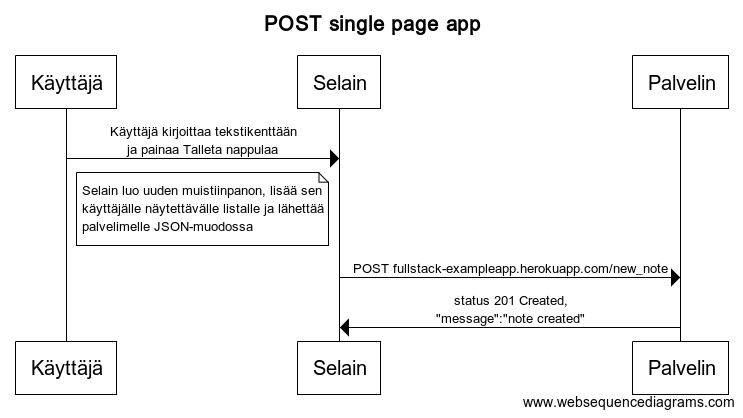 POST single page app
Käyttäjä
Selain
Palvelin
Käyttäjä kirjoittaa tekstikenttään
ja painaa Talleta nappulaa
Selain luo uuden muistiinpanon, lisää sen
käyttäjälle näytettävälle listalle ja lähettää
palvelimelle JSON-muodossa
POST fullstack-exampleapp.herokuapp.com/new_note
status 201 Created,
"message":"note created"
Käyttäjä
Selain
Palvelin
www.websequencediagrams.com